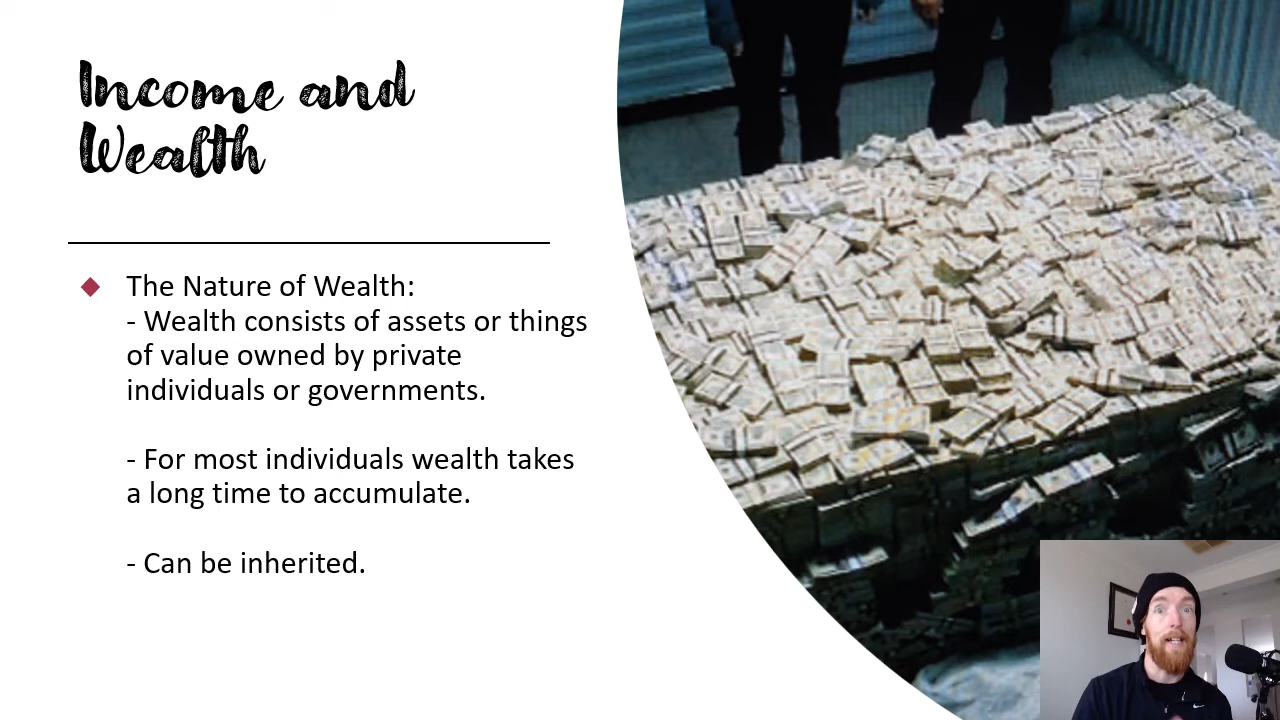 Income and
Wealth
The Nature of Wealth:
- Wealth consists of assets or things
of value owned by private
individuals or governments.
- For most individuals wealth takes
a long time to accumulate.
- Can be inherited.